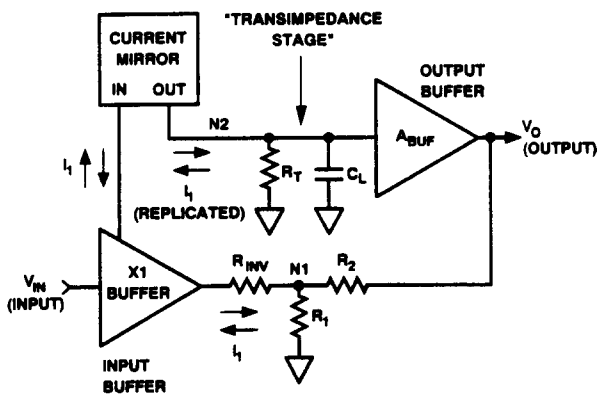 "TRANSIMPEDANCE
STAGE"
CURRENT
MIRROR
IN OUT
OUTPUT
BUFFER
N2
ABUF
VO
(OUTPUT)
I1
RT
CL
I1
(REPLICATED)
X1
BUFFER
RINV
N1
R2
VIN
(INPUT)
R1
I1
INPUT
BUFFER